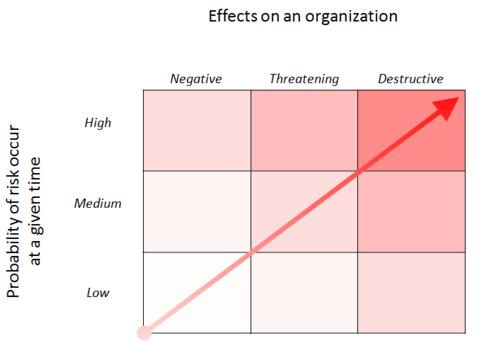 Effects on an organization
Negative Threatening Destructive
High
Medium
Low
Probability of risk occur
at a given time